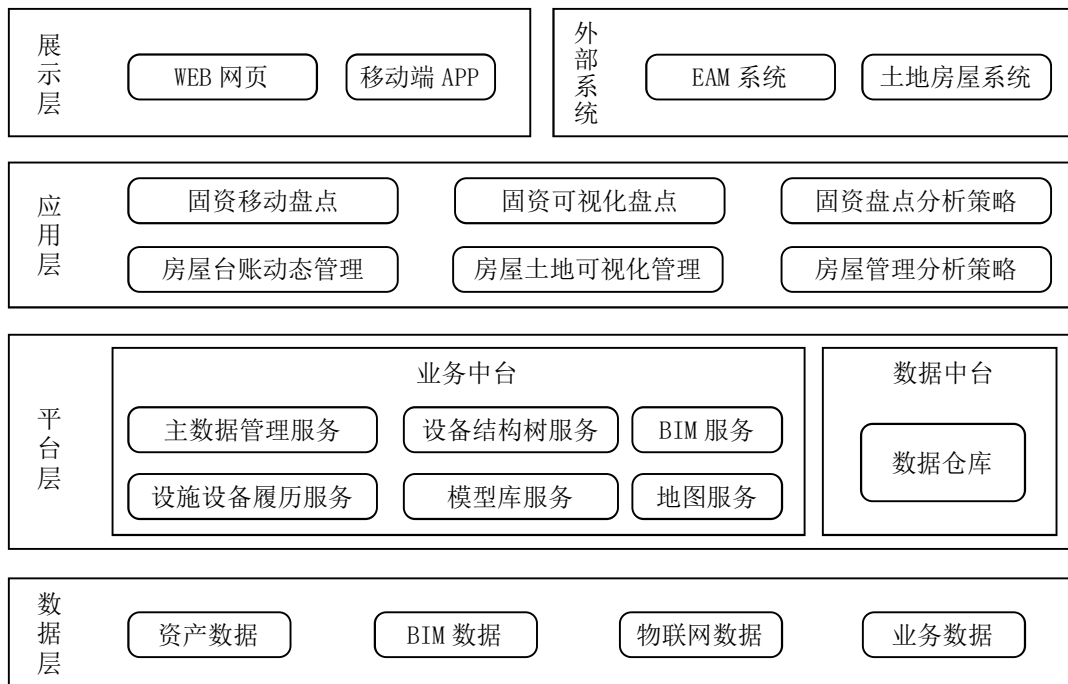 展示层
WEB 网页
移动端 APP
外部系统
EAM 系统
土地房屋系统
应用层
固资移动盘点
固资可视化盘点
固资盘点分析策略
房屋台账动态管理
房屋土地可视化管理
房屋管理分析策略
平台层
业务中台
主数据管理服务
设备结构树服务
BIM 服务
设施设备履历服务
模型库服务
地图服务
数据中台
数据仓库
数据层
资产数据
BIM 数据
物联网数据
业务数据